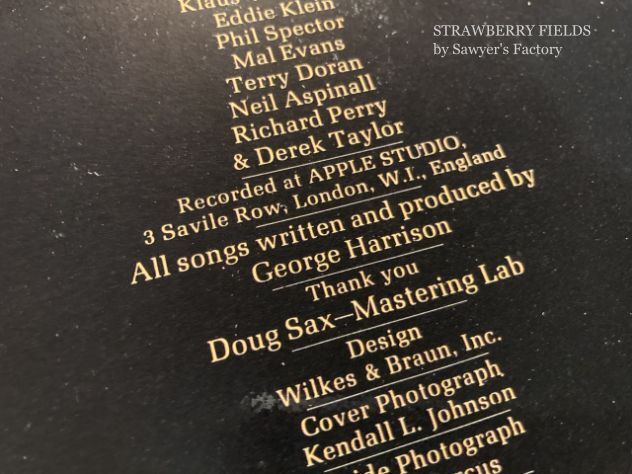 Klaus
Eddie Klein
Phil Spector
Mal Evans
Terry Doran
Neil Aspinall
Richard Perry
& Derek Taylor
Recorded at APPLE STUDIO,
3 Savile Row, London, W.I., England
All songs written and produced by
George Harrison
Thank you
Doug Sax—Mastering Lab
Design
Wilkes & Braun, Inc.
Cover Photograph
Kendall L. Johnson
Photograph
STRAWBERRY FIELDS
by Sawyer's Factory